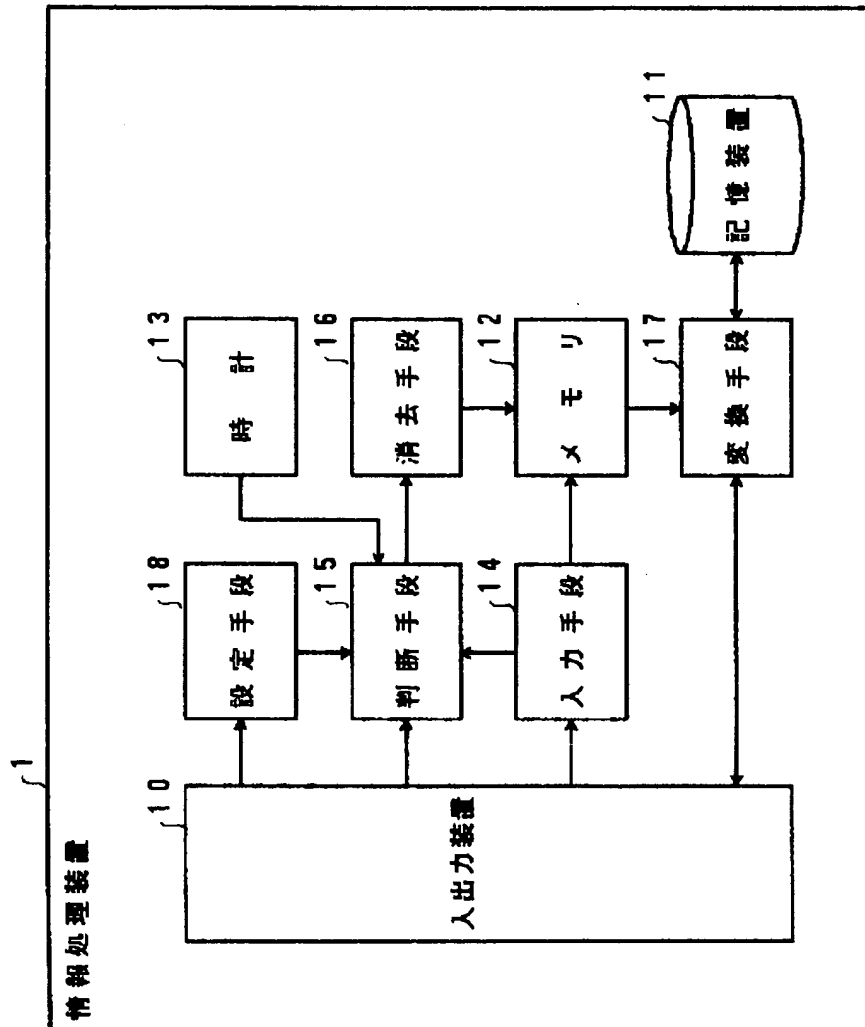 1
情報処理装置
10
入出力装置
18
設定手段
15
判断手段
14
入力手段
13
時計
16
消去手段
12
メモリ
17
変換手段
11
記憶装置